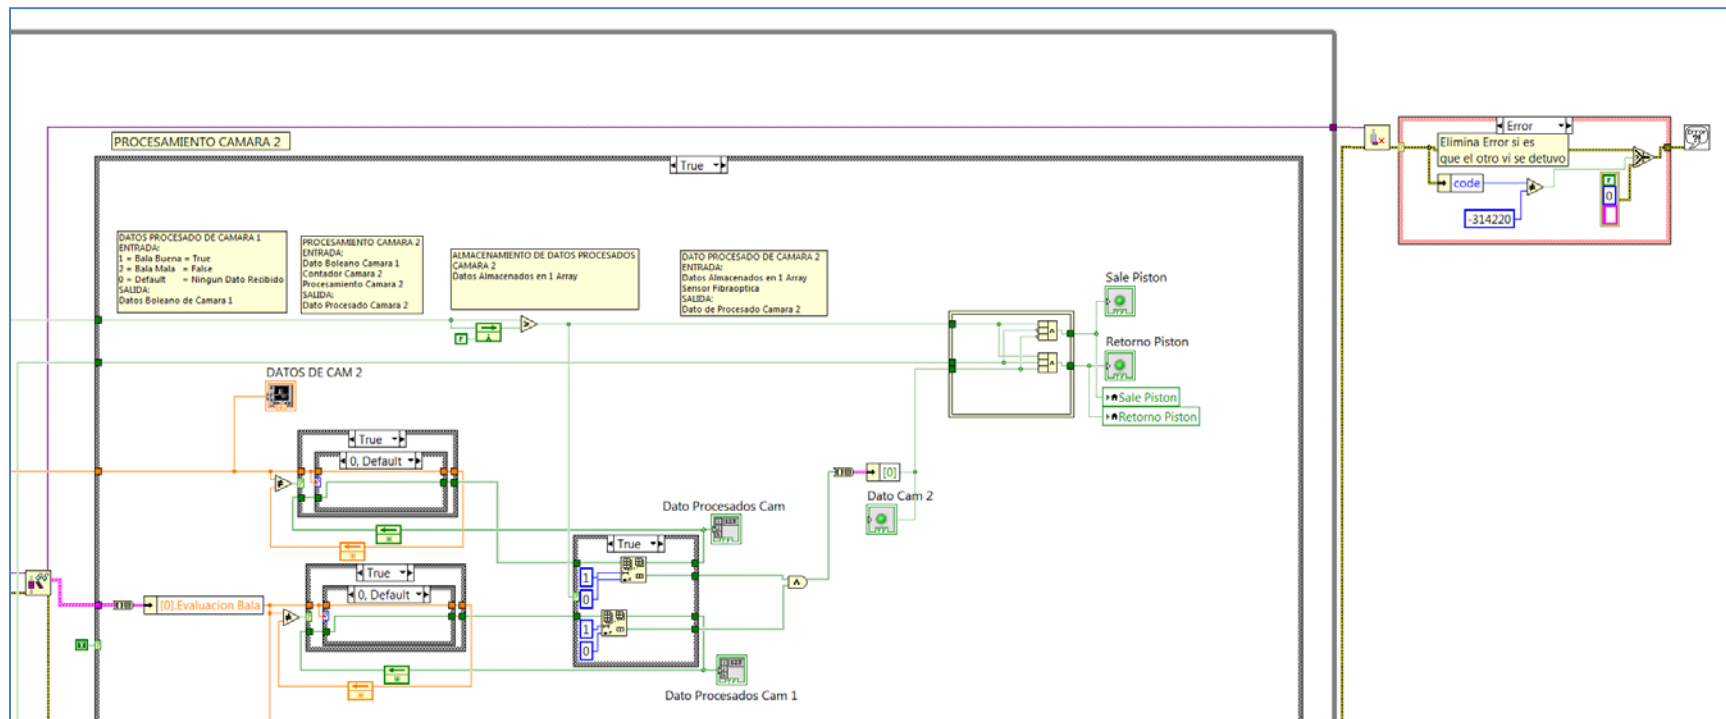 PROCESAMIENTO CAMARA 2
True
Error
Elimina Error si es
que el otro vi se detuvo
code
-314220
F
0
Error
?!
DATOS PROCESADO DE CAMARA 1
ENTRADA:
1 = Bala Buena = True
2 = Bala Mala = False
0 = Default = Ningun Dato Recibido
SALIDA:
Datos Boleano de Camara 1
PROCESAMIENTO CAMARA 2
ENTRADA:
Dato Boleano Camara 1
Contador Camara 2
Procesamiento Camara 2
SALIDA:
Dato Procesado Camara 2
ALMACENAMIENTO DE DATOS PROCESADOS
CAMARA 2
Datos Almacenados en 1 Array
DATO PROCESADO DE CAMARA 2
ENTRADA:
Datos Almacenados en 1 Array
Sensor Fibraoptica
SALIDA:
Dato de Procesado Camara 2
F
Sale Piston
Retorno Piston
Sale Piston
Retorno Piston
DATOS DE CAM 2
True
0, Default
[0]
Dato Cam 2
Dato Procesados Cam
True
1
0
1
0
True
0, Default
[0].Evaluacion Bala
Dato Procesados Cam 1